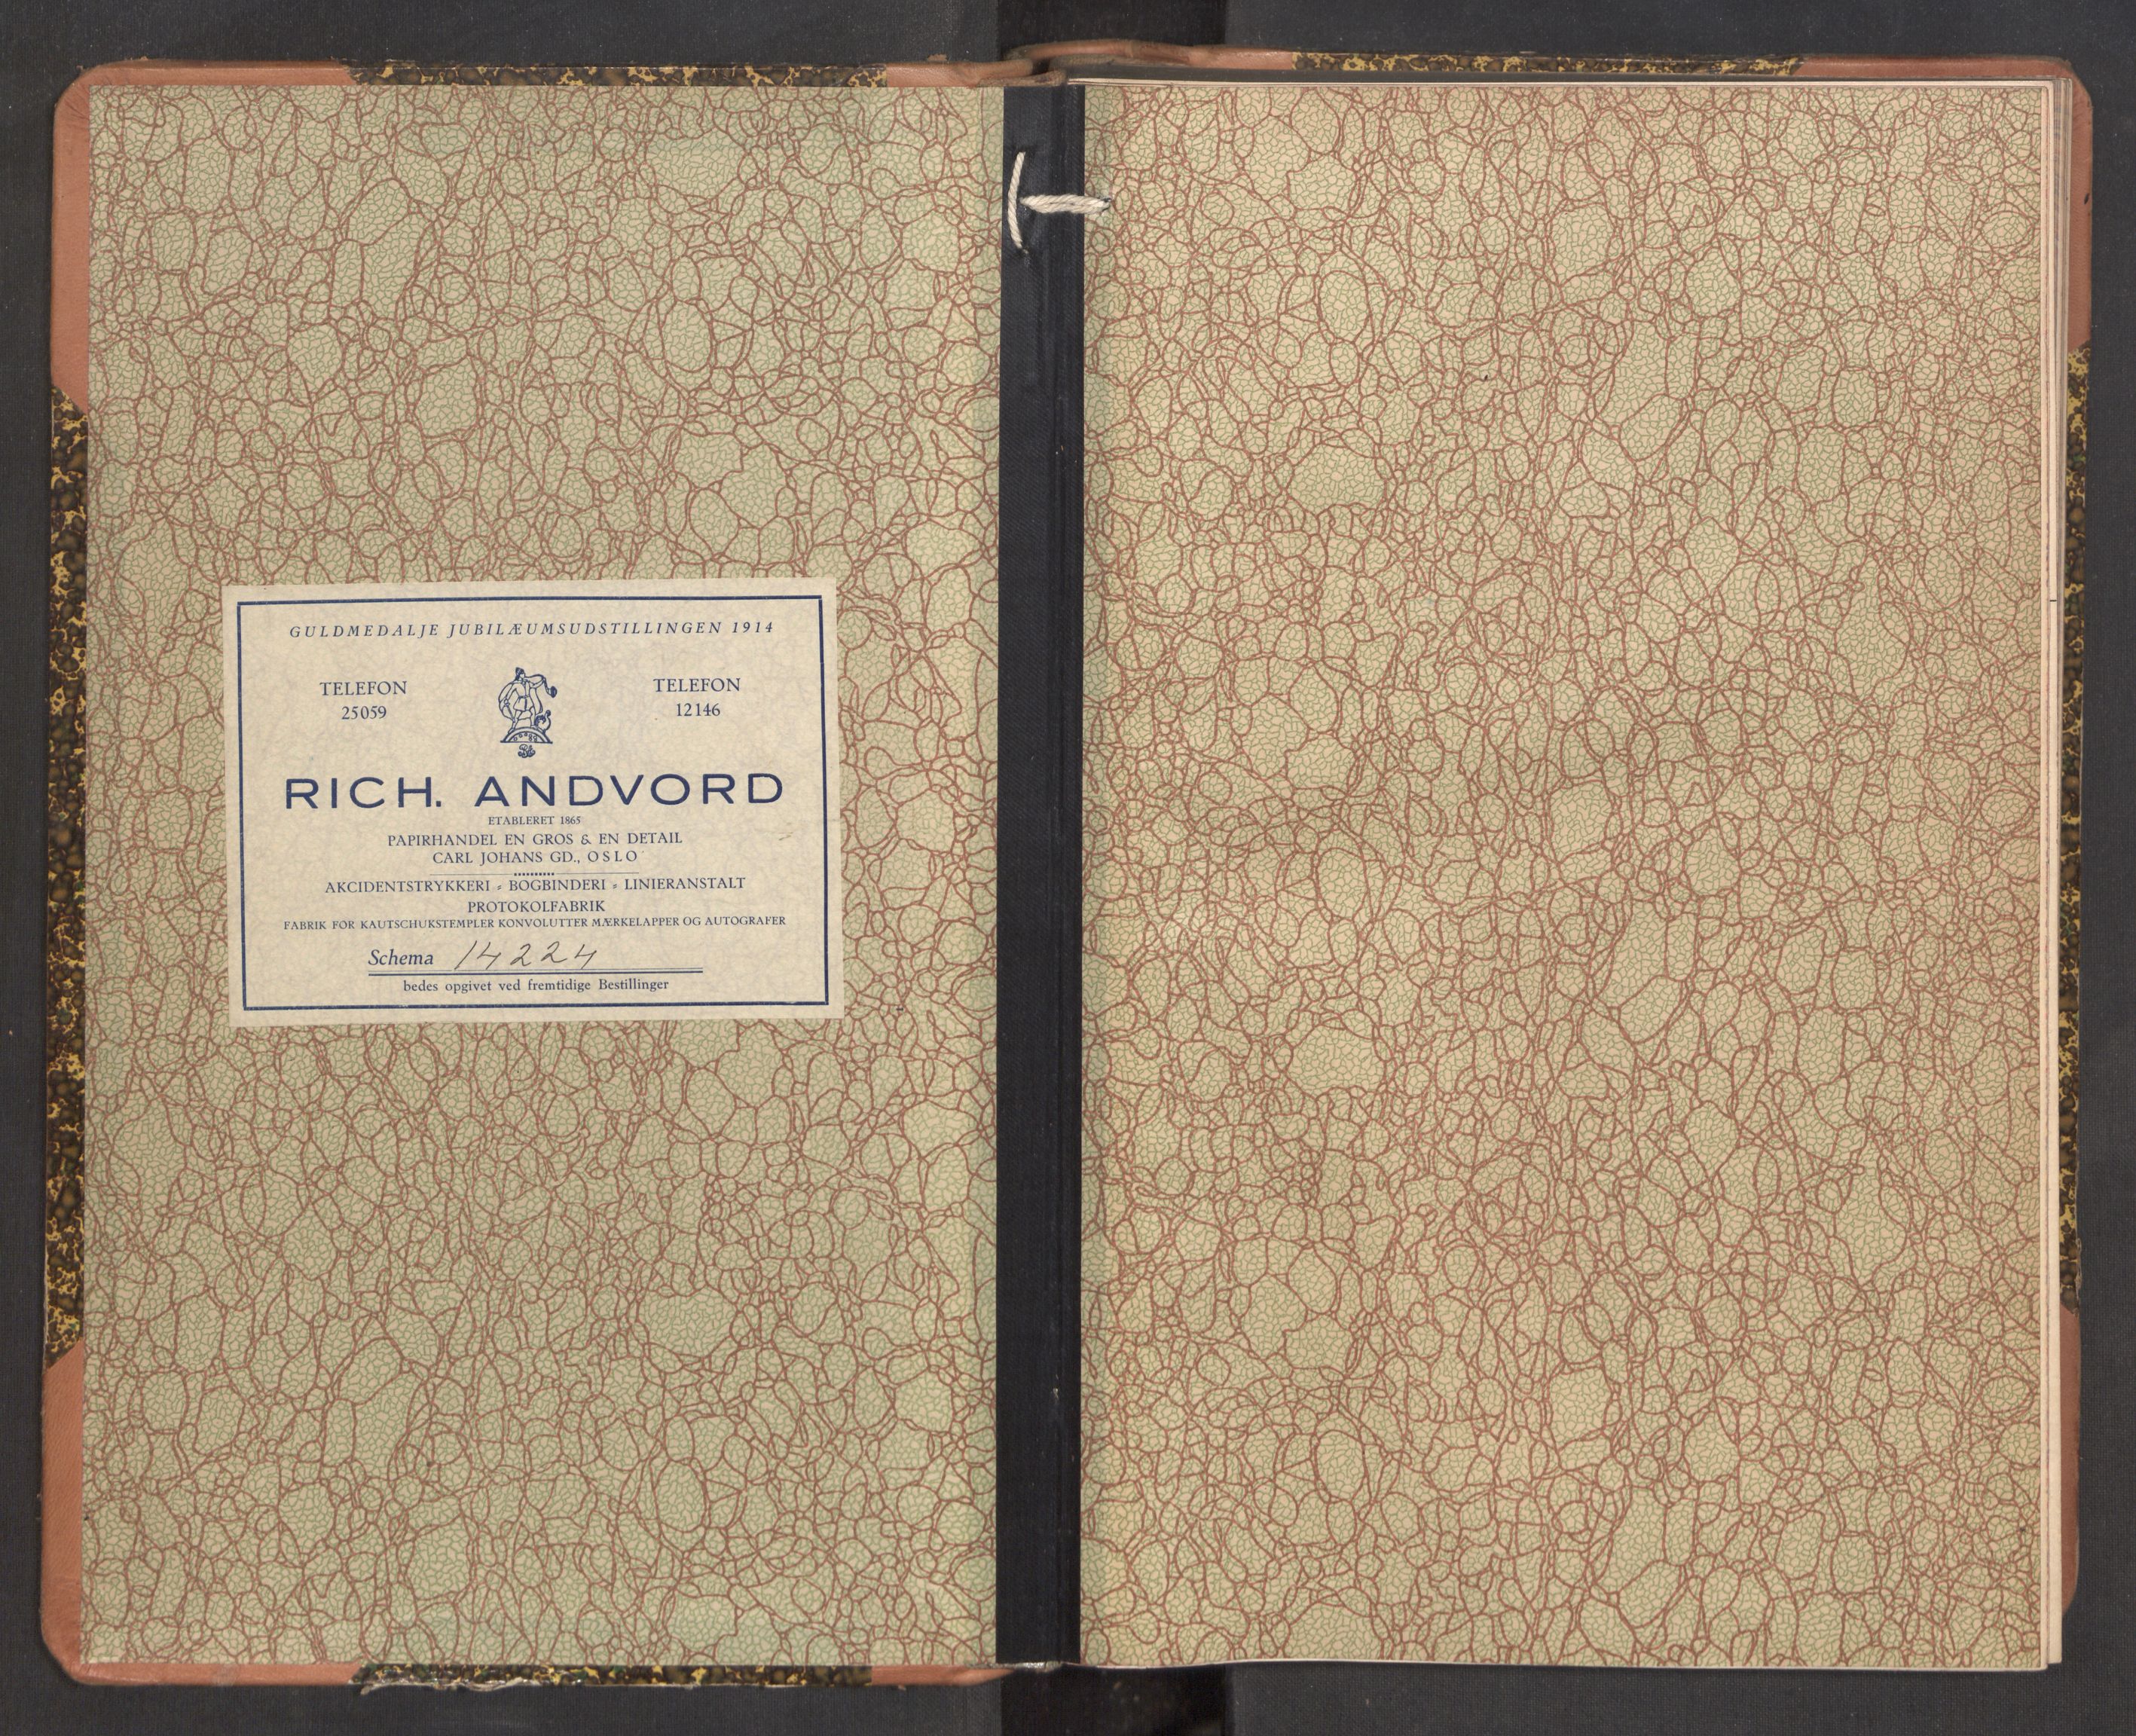 GULDMEDALJE JUBILÆUMSUDSTILLINGEN 1914
TELEFON
25059
TELEFON
12146
RICH. ANDVORD
ETABLERET 1865
PAPIRHANDEL EN GROS & EN DETAIL
CARL JOHANS GD., OSLO
AKCIDENTSTRYKKERI - BOGBINDERI - LINIERANSTALT
PROTOKOLFABRIK
FABRIK FOR KAUTSCHUKSTEMPLER KONVOLUTTER MÆRKELAPPER OG AUTOGRAFER
Schema 14224
bedes opgivet ved fremtidige Bestillinger